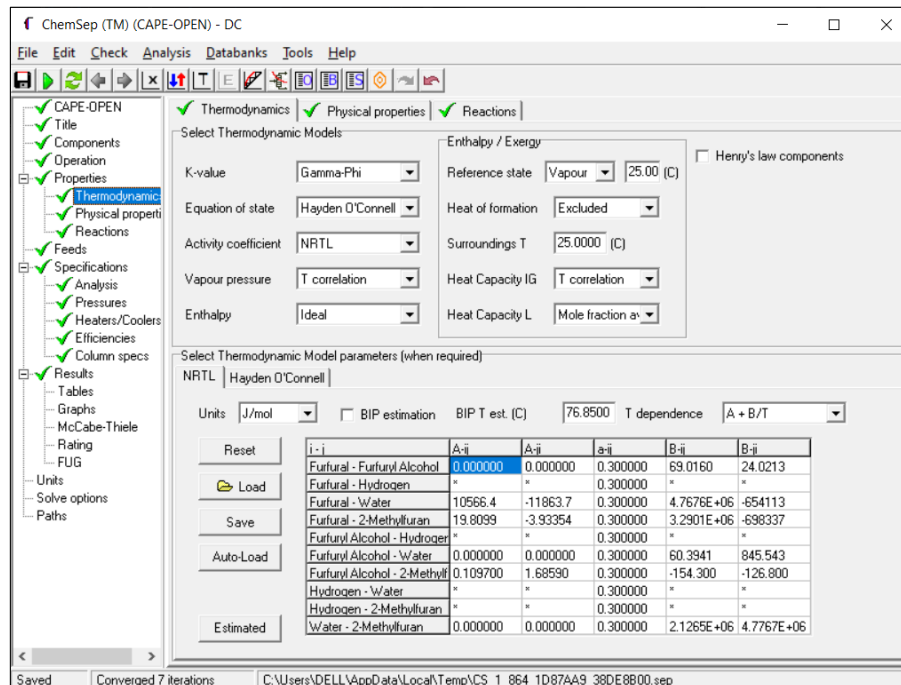 ChemSep (TM) (CAPE-OPEN) - DC
File Edit Check Analysis Databanks Tools Help
CAPE-OPEN
Title
Components
Operation
Properties
Thermodynamic
Physical properti
Reactions
Feeds
Specifications
Analysis
Pressures
Heaters/Coolers
Efficiencies
Column specs
Results
Tables
Graphs
McCabe-Thiele
Rating
FUG
Units
Solve options
Paths
Thermodynamics Physical properties Reactions
Select Thermodynamic Models
K-value Gamma-Phi
Equation of state Hayden O'Connell
Activity coefficient NRTL
Vapour pressure T correlation
Enthalpy Ideal
Enthalpy / Exergy
Reference state Vapour 25.00 (C)
Heat of formation Excluded
Surroundings T 25.0000 (C)
Heat Capacity IG T correlation
Heat Capacity L Mole fraction av
Henry's law components
Select Thermodynamic Model parameters (when required)
NRTL Hayden O'Connell
Units J/mol BIP estimation BIP T est. (C) 76.8500 T dependence A + B/T
Reset
Load
Save
Auto-Load
Estimated
i - j A-ij A-ji a-ij B-ij B-ji
Furfural - Furfuryl Alcohol 0.000000 0.000000 0.300000 69.0160 24.0213
Furfural - Hydrogen * * 0.300000 * *
Furfural - Water 10566.4 -11863.7 0.300000 4.7676E+06 -654113
Furfural - 2-Methylfuran 19.8099 -3.93354 0.300000 3.2901E+06 -698337
Furfuryl Alcohol - Hydroger * * 0.300000 * *
Furfuryl Alcohol - Water 0.000000 0.000000 0.300000 60.3941 845.543
Furfuryl Alcohol - 2-Methylf 0.109700 1.68590 0.300000 -154.300 -126.800
Hydrogen - Water * * 0.300000 * *
Hydrogen - 2-Methylfuran * * 0.300000 * *
Water - 2-Methylfuran 0.000000 0.000000 0.300000 2.1265E+06 4.7767E+06
Saved Converged 7 iterations C:\Users\DELL\AppData\Local\Temp\CS_1_864_1D87AA9_38DE8B00.sep